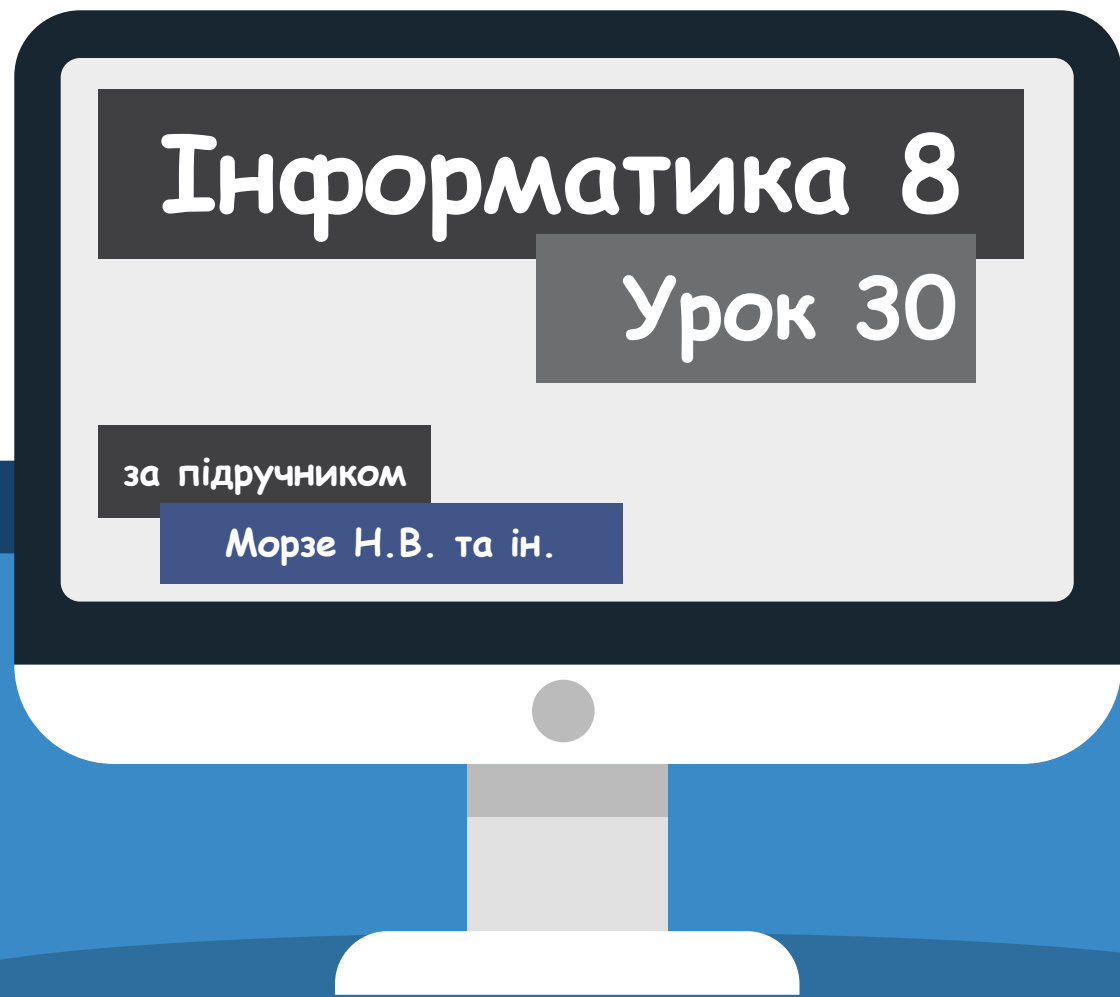 Інформатика 8
Урок 30
за підручником
Морзе Н.В. та ін.